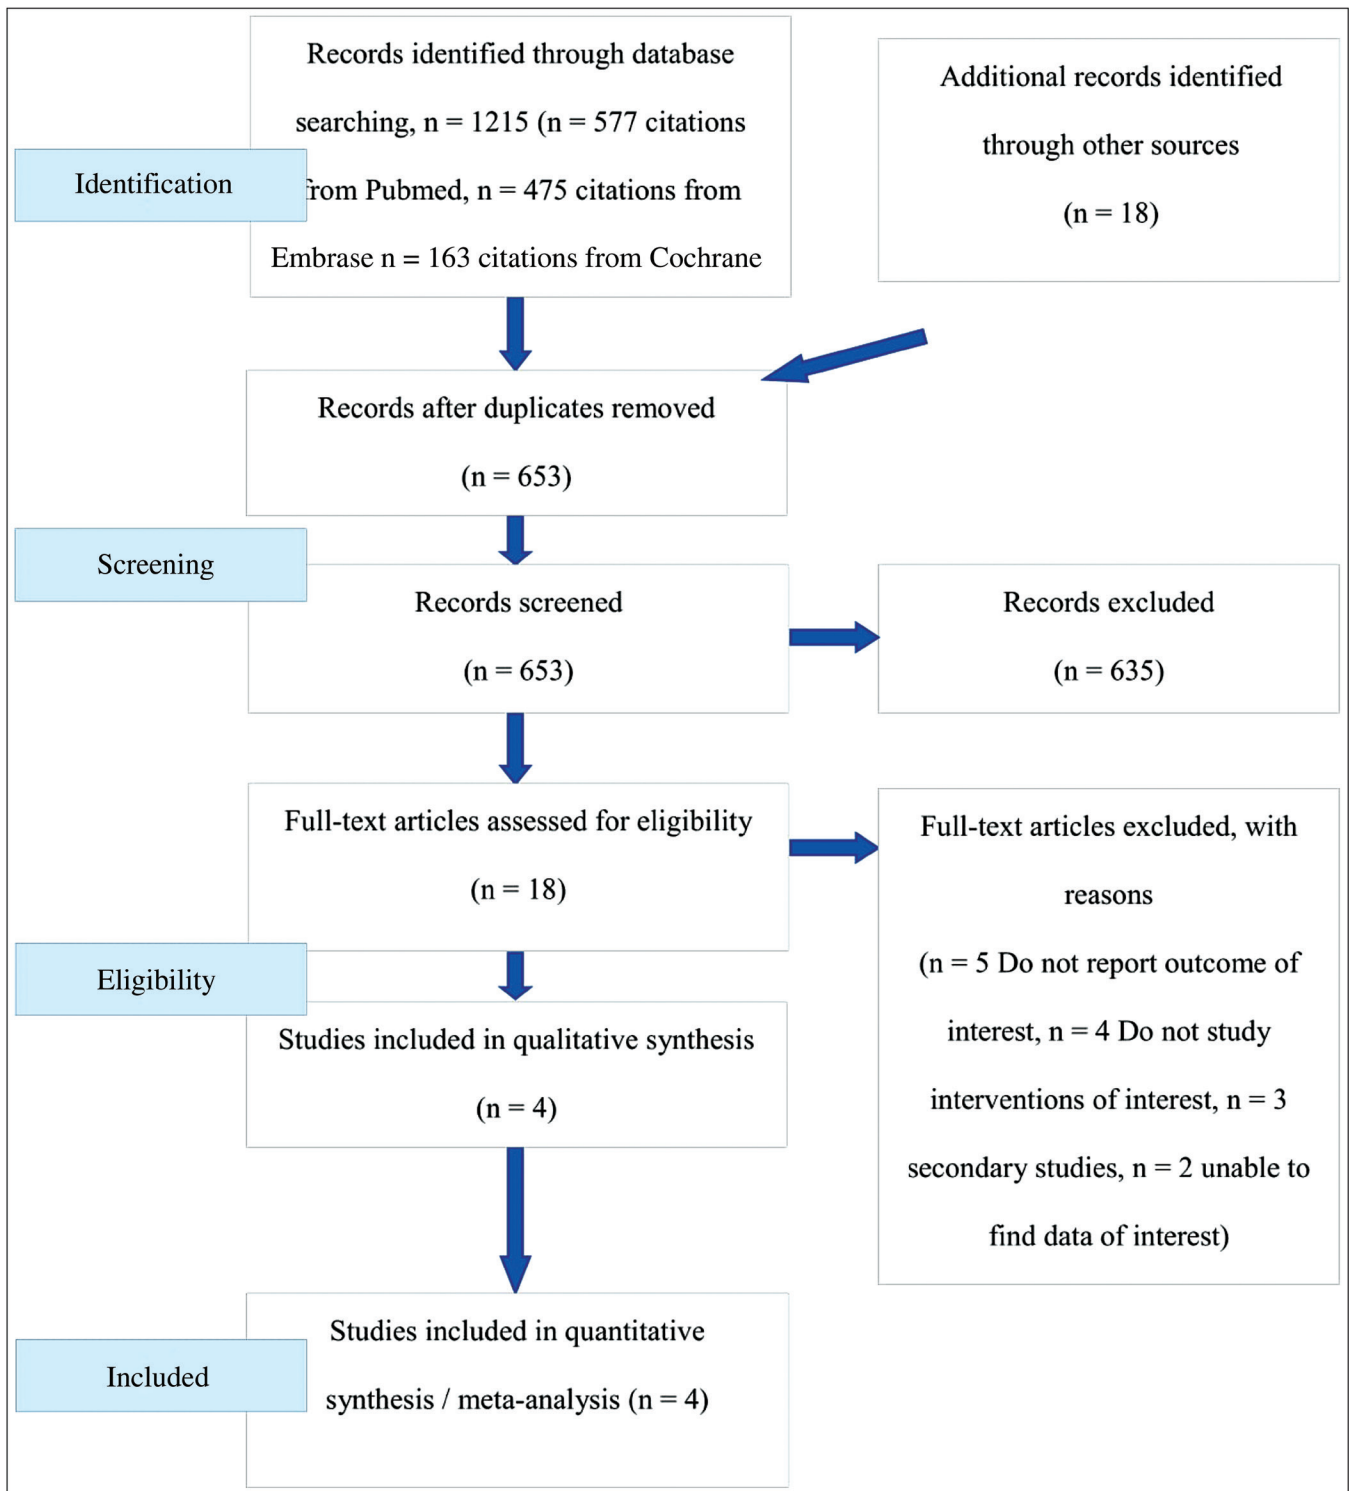 Records identified through database
searching, n = 1215 (n = 577 citations
from Pubmed, n = 475 citations from
Embrase n = 163 citations from Cochrane
Additional records identified
through other sources
(n = 18)
Identification
Records after duplicates removed
(n = 653)
Screening
Records screened
(n = 653)
Records excluded
(n = 635)
Full-text articles assessed for eligibility
(n = 18)
Full-text articles excluded, with
reasons
(n = 5 Do not report outcome of
interest, n = 4 Do not study
interventions of interest, n = 3
secondary studies, n = 2 unable to
find data of interest)
Eligibility
Studies included in qualitative synthesis
(n = 4)
Included
Studies included in quantitative
synthesis / meta-analysis (n = 4)